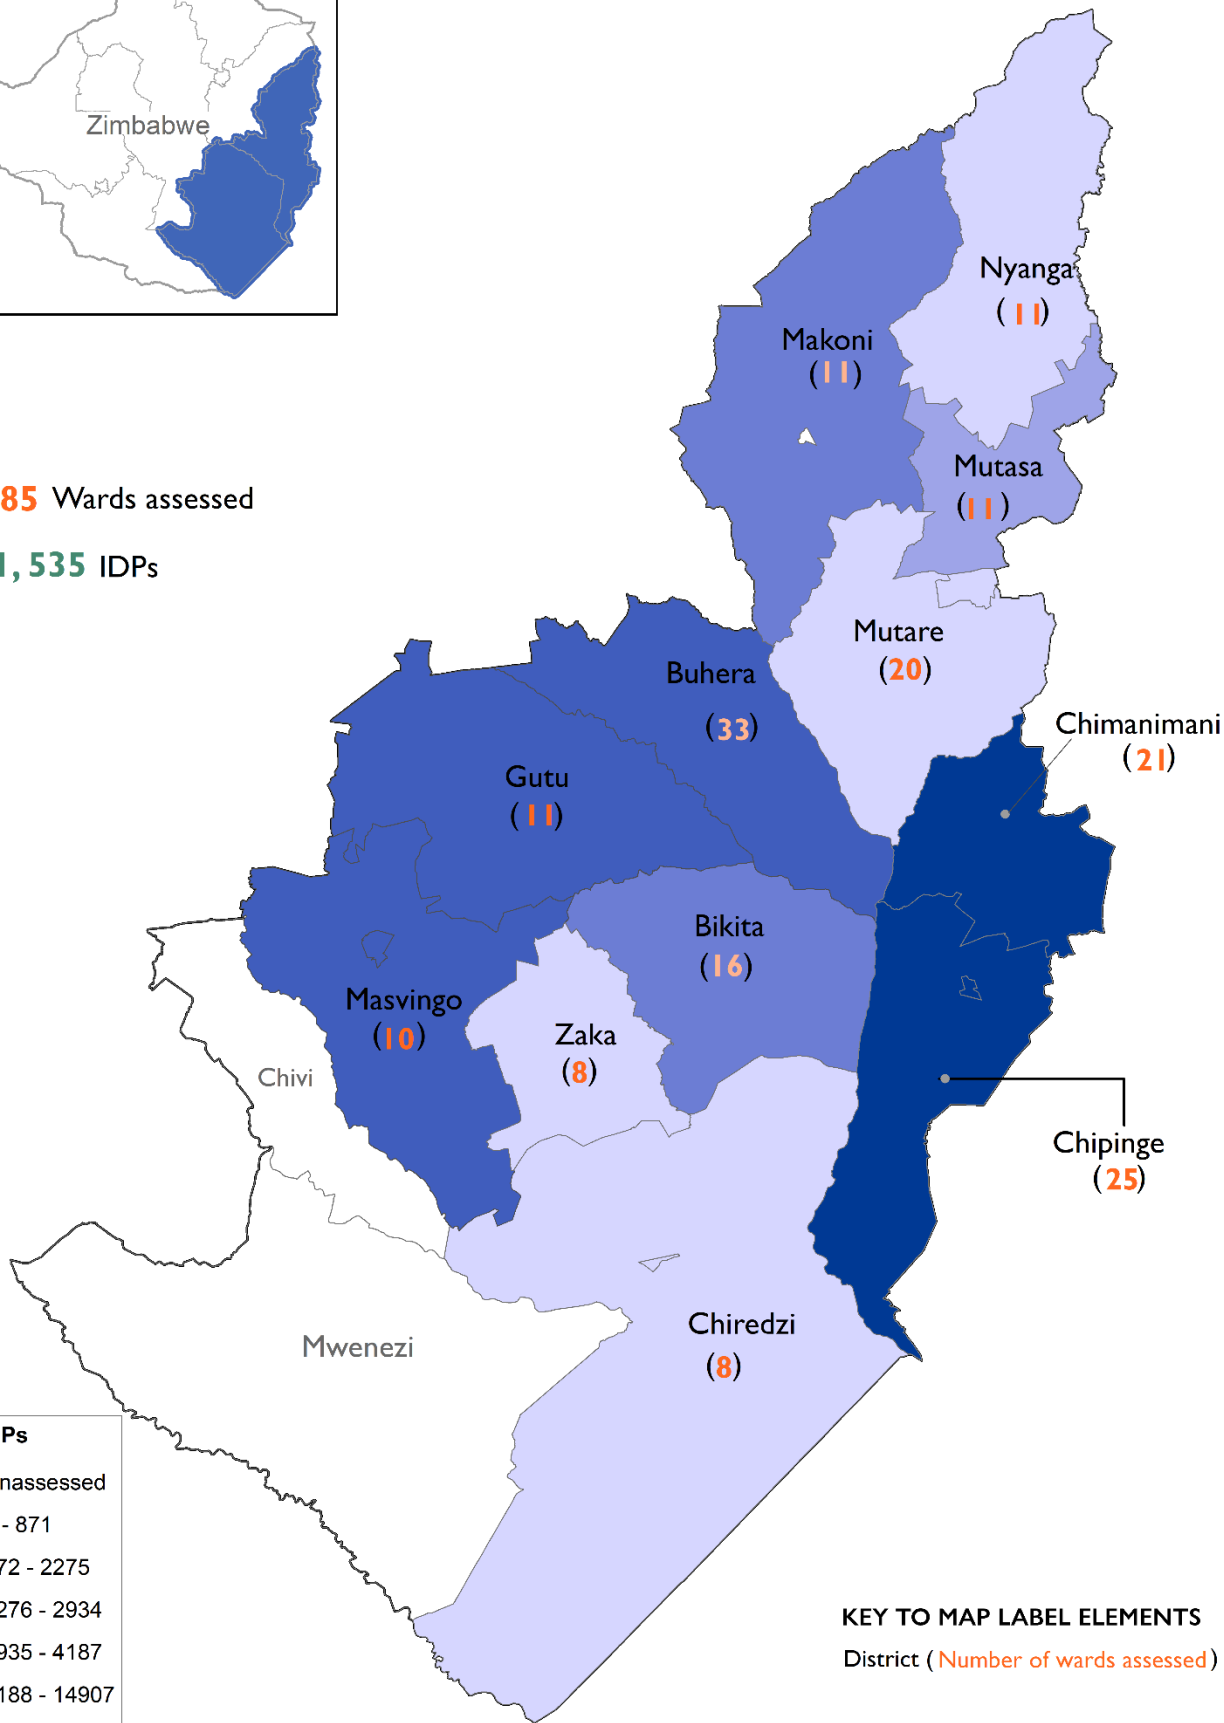 Zimbabwe
Nyanga
(11)
Makoni
(11)
Mutasa
(11)
85 Wards assessed
1,535 IDPs
Mutare
(20)
Buhera
(33)
Chimanimani
(21)
Gutu
(11)
Bikita
(16)
Masvingo
(10)
Zaka
(8)
Chivi
Chipinge
(25)
Chiredzi
(8)
Mwenezi
Ps
nassessed
- 871
72 - 2275
276 - 2934
935 - 4187
188 - 14907
KEY TO MAP LABEL ELEMENTS
District (Number of wards assessed)